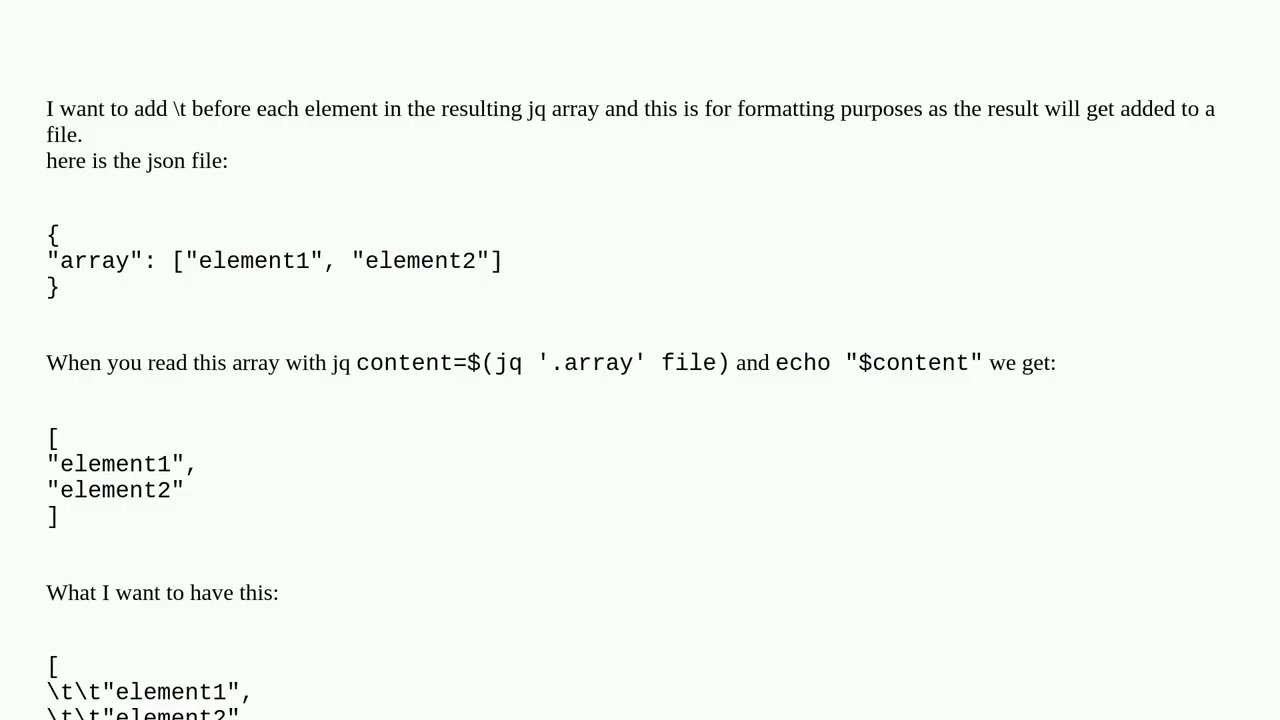 I want to add \t before each element in the resulting jq array and this is for formatting purposes as the result will get added to a
file.
here is the json file:
{
"array": ["element1", "element2"]
}
When you read this array with jq content=$(jq '.array' file) and echo "$content" we get:
[
"element1",
"element2"
]
What I want to have this:
[
\t\t"element1",
\t\t"element2"